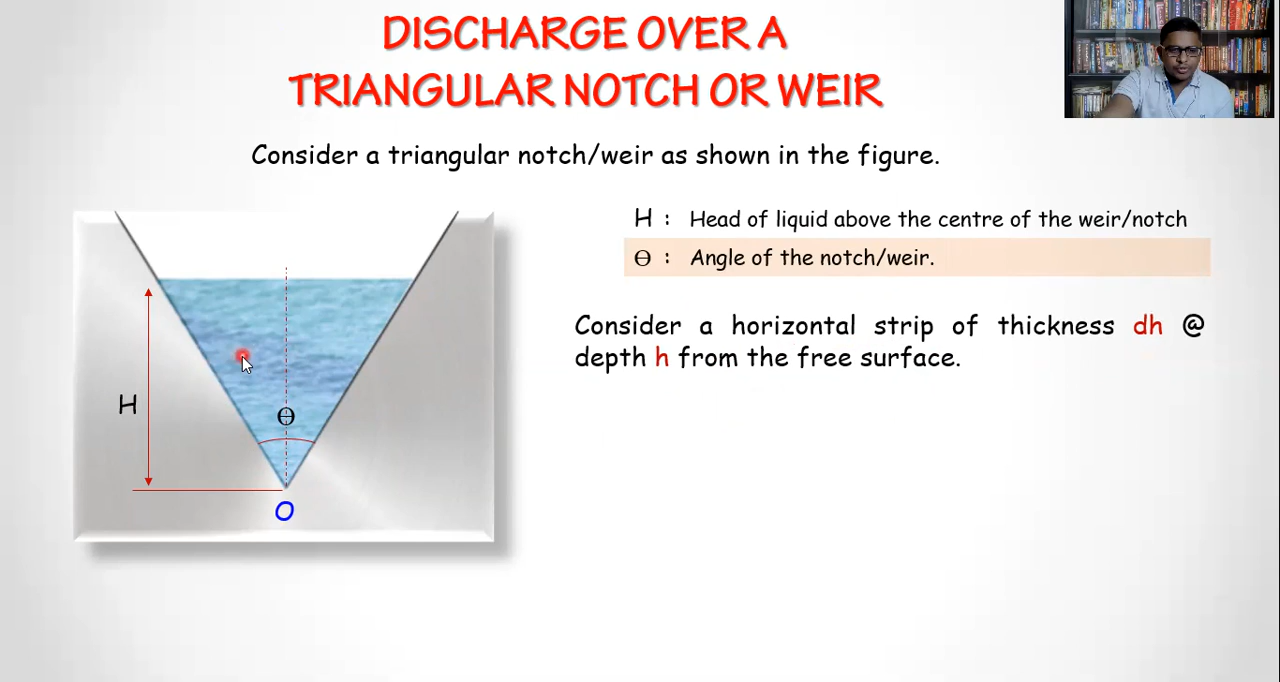 DISCHARGE OVER A
TRIANGULAR NOTCH OR WEIR
Consider a triangular notch/weir as shown in the figure.
H : Head of liquid above the centre of the weir/notch
Θ : Angle of the notch/weir.
Consider a horizontal strip of thickness dh @
depth h from the free surface.
H
Θ
O